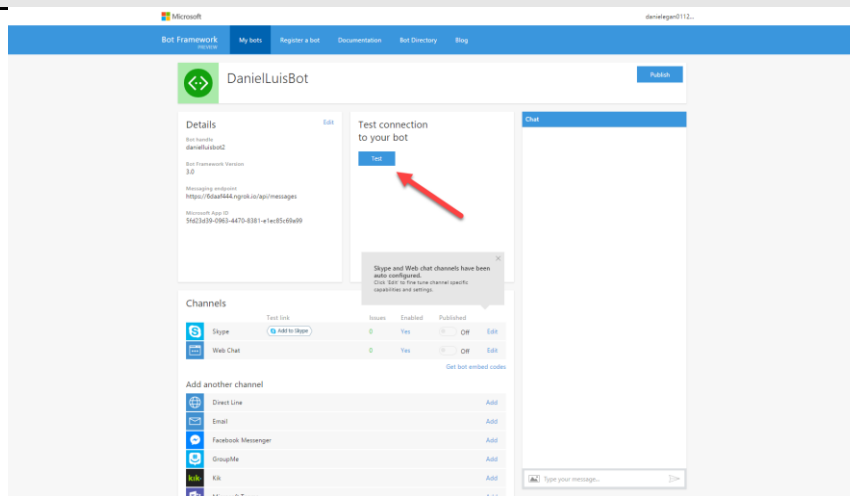 Microsoft
danielegan0112...
Bot Framework
PREVIEW
My bots
Register a bot
Documentation
Bot Directory
Blog
DanielLuisBot
Publish
Details
Edit
Bot handle
danielluisbot2
Bot Framework Version
3.0
Messaging endpoint
https://6daaf444.ngrok.io/api/messages
Microsoft App ID
5fd23d39-0963-4470-8381-e1ec85c69a99
Test connection
to your bot
Test
Chat
Skype and Web chat channels have been
auto configured.
Click 'Edit' to fine tune channel specific
capabilities and settings.
Channels
Test link
Issues
Enabled
Published
Skype
Add to Skype
0
Yes
Off
Edit
Web Chat
0
Yes
Off
Edit
Get bot embed codes
Add another channel
Direct Line
Add
Email
Add
Facebook Messenger
Add
GroupMe
Add
kik
Kik
Add
Type your message...